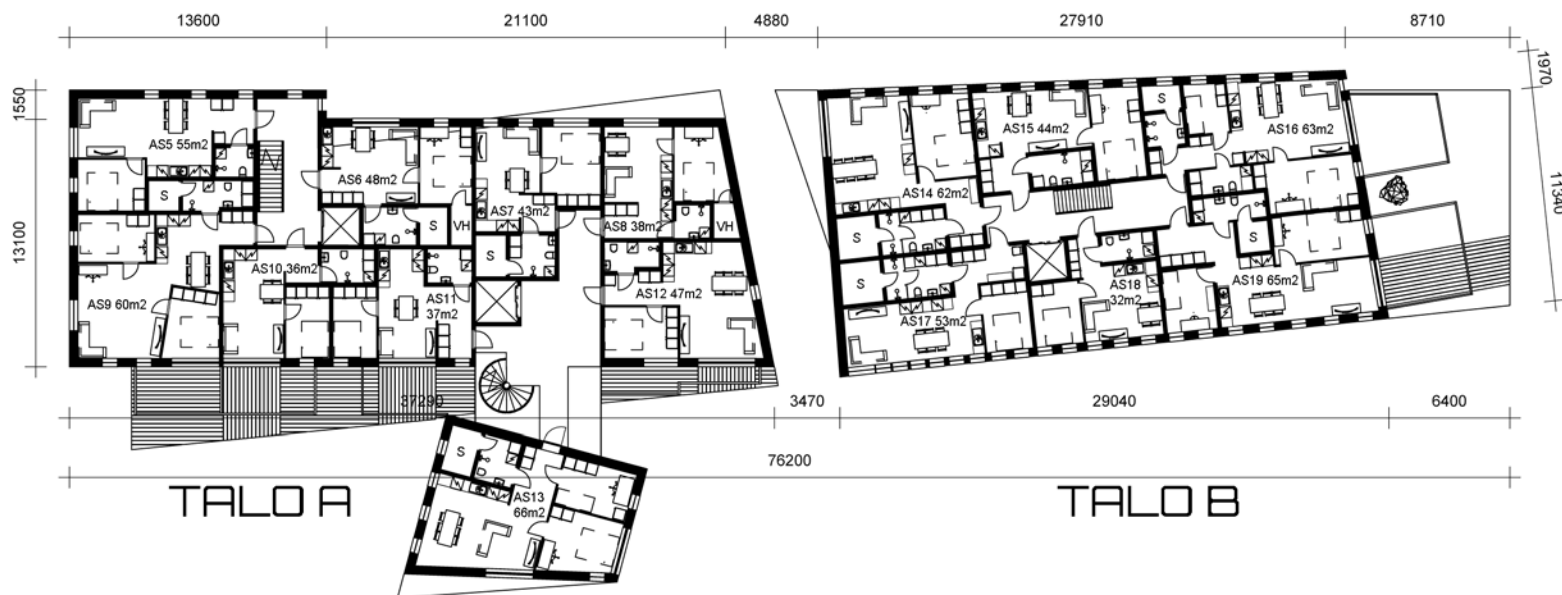 13600
21100
4880
27910
8710
1970
1550
11340
13100
AS5 55m2
S
AS6 48m2
S
VH
AS7 43m2
S
AS8 38m2
VH
AS9 60m2
AS10 36m2
AS11
37m2
AS12 47m2
AS14 62m2
S
AS15 44m2
S
AS16 63m2
S
AS17 53m2
AS18
32m2
S
AS19 65m2
37290
3470
29040
6400
76200
S
AS13
66m2
TALO A
TALO B